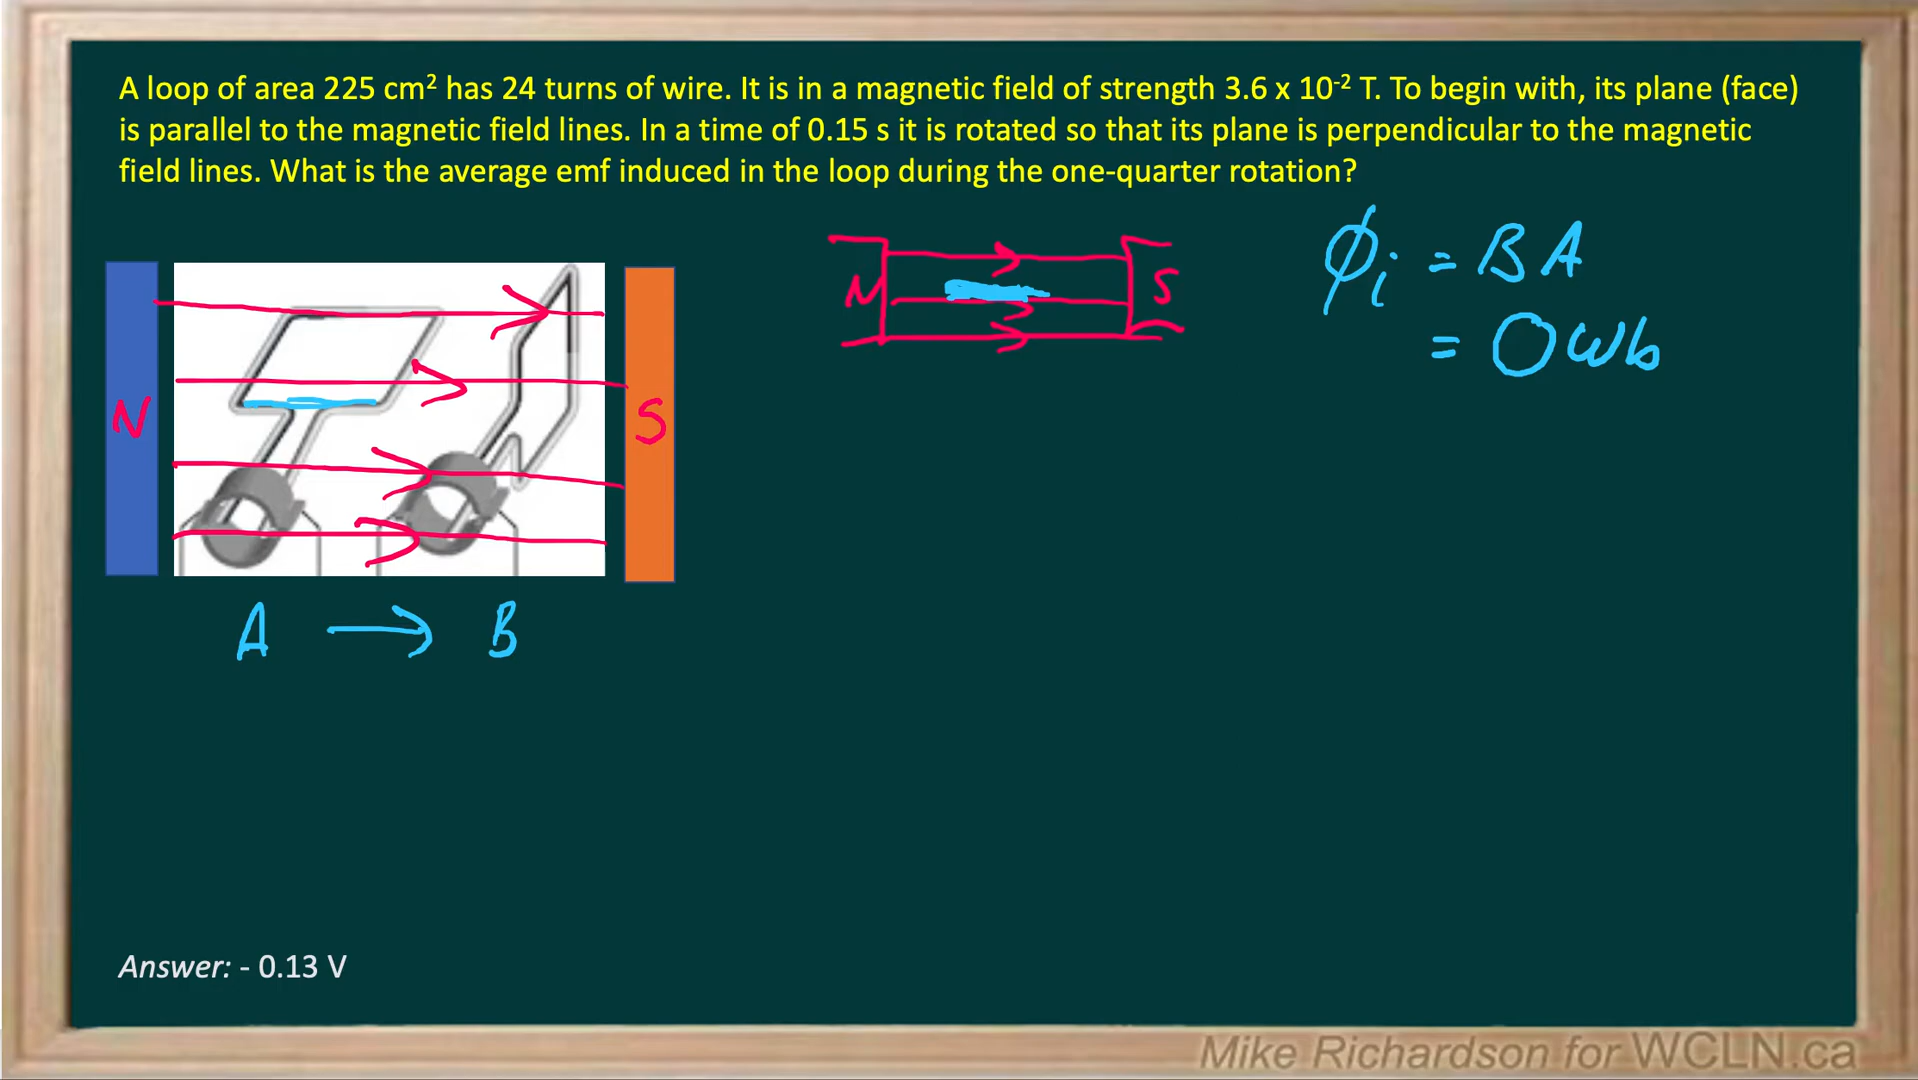 A loop of area 225 cm² has 24 turns of wire. It is in a magnetic field of strength 3.6 x 10⁻² T. To begin with, its plane (face)
is parallel to the magnetic field lines. In a time of 0.15 s it is rotated so that its plane is perpendicular to the magnetic
field lines. What is the average emf induced in the loop during the one-quarter rotation?
N S
ϕᵢ = BA
= 0 Wb
N S
A → B
Answer: - 0.13 V
Mike Richardson for WCLN.ca